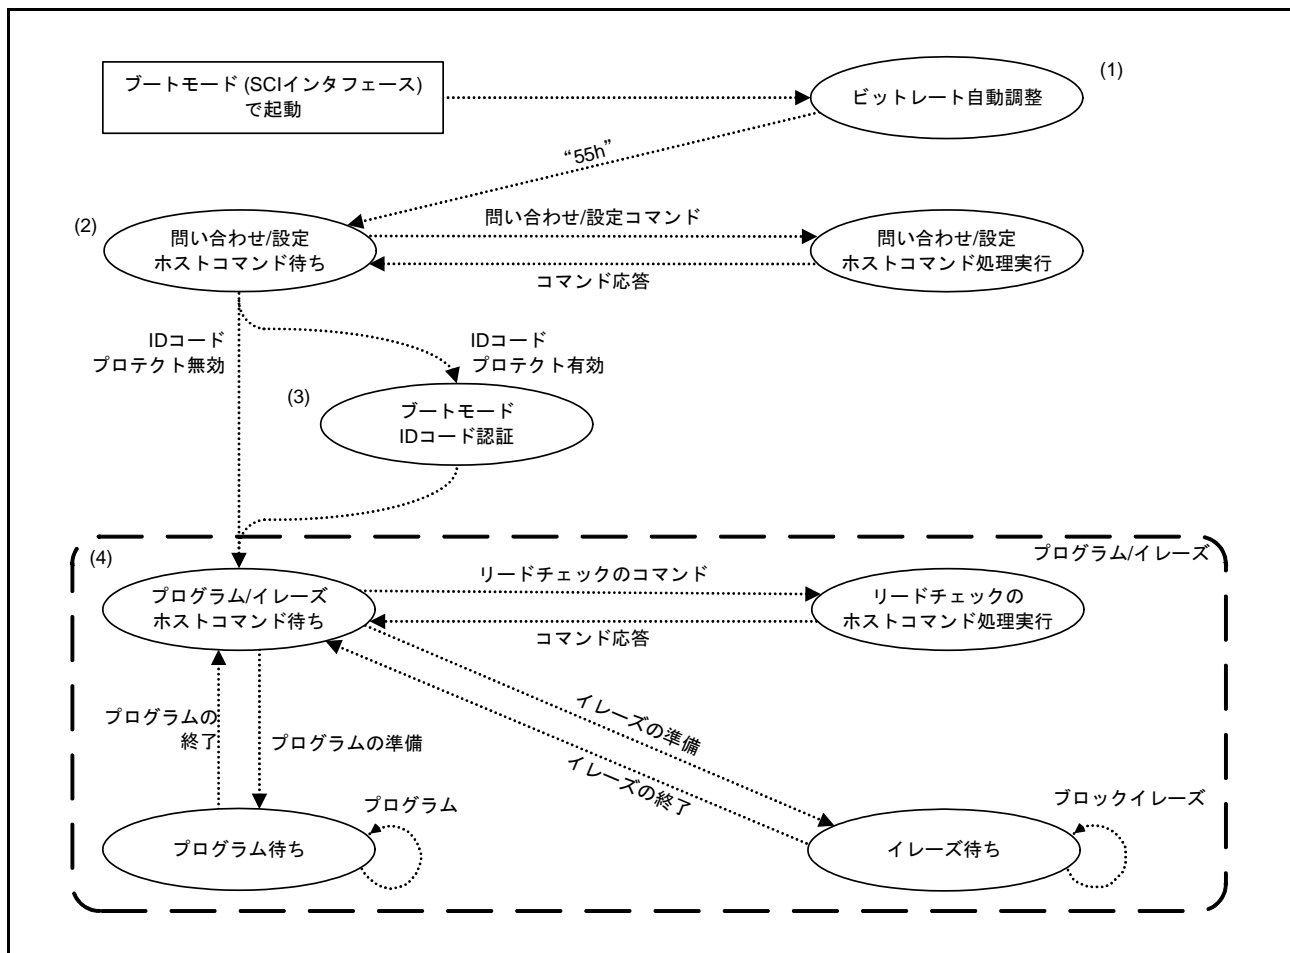 ブートモード (SCIインタフェース)
で起動
(1)
ビットレート自動調整
“55h”
(2)
問い合わせ/設定
ホストコマンド待ち
問い合わせ/設定コマンド
コマンド応答
問い合わせ/設定
ホストコマンド処理実行
IDコード
プロテクト無効
IDコード
プロテクト有効
(3)
ブートモード
IDコード認証
プログラム/イレーズ
(4)
プログラム/イレーズ
ホストコマンド待ち
リードチェックのコマンド
コマンド応答
リードチェックの
ホストコマンド処理実行
プログラムの
終了
プログラムの準備
イレーズの準備
イレーズの終了
プログラム
プログラム待ち
ブロックイレーズ
イレーズ待ち